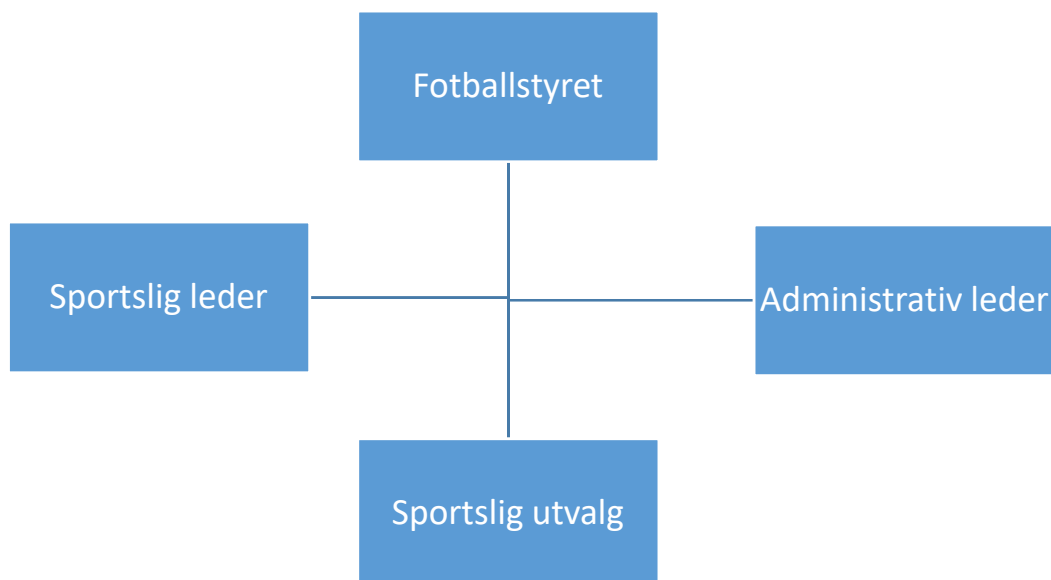 Fotballstyret
Sportslig leder
Administrativ leder
Sportslig utvalg